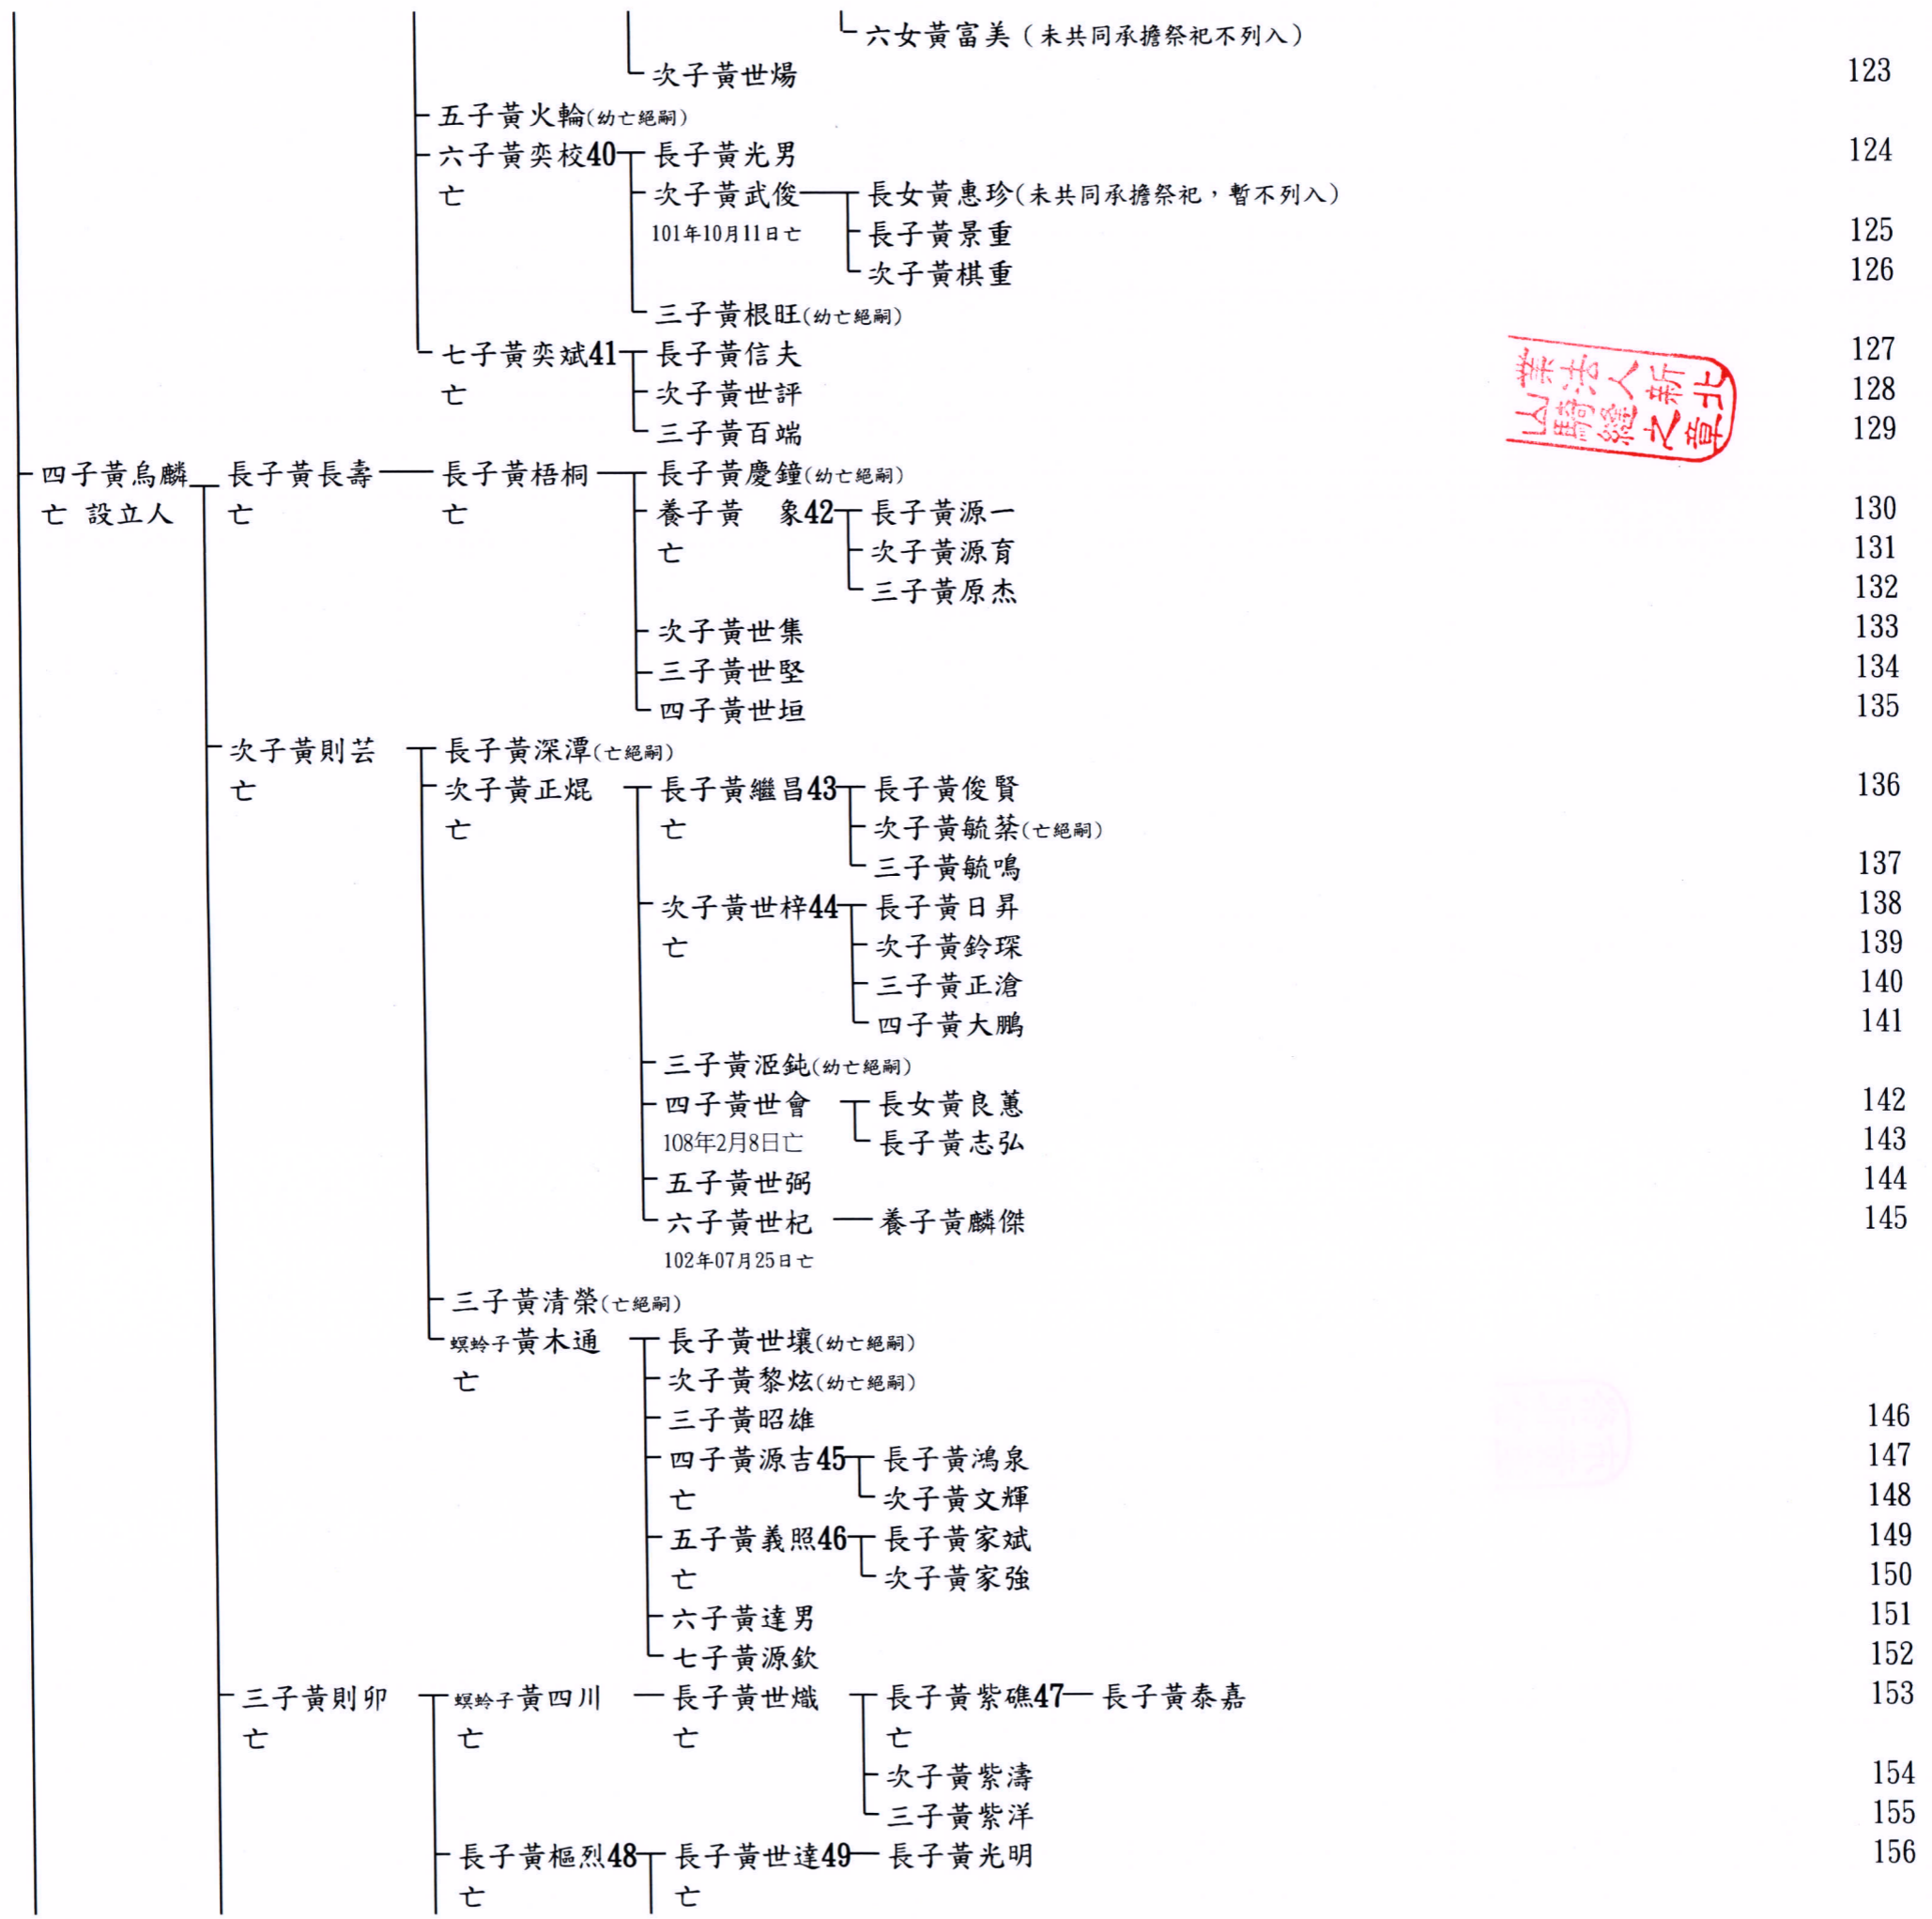 六女黃富美（未共同承擔祭祀不列入）
次子黃世煬 123
五子黃火輪(幼亡絕嗣)
六子黃奕校40 長子黃光男 124
亡 次子黃武俊 長女黃惠珍(未共同承擔祭祀，暫不列入)
101年10月11日亡 長子黃景重 125
次子黃棋重 126
三子黃根旺(幼亡絕嗣)
七子黃奕斌41 長子黃信夫 127
亡 次子黃世評 128
三子黃百端 129
北新人法業
章之縫騎
四子黃烏麟 長子黃長壽 長子黃梧桐 長子黃慶鐘(幼亡絕嗣)
亡 設立人 亡 亡 養子黃　象42 長子黃源一 130
亡 次子黃源育 131
三子黃原杰 132
次子黃世集 133
三子黃世堅 134
四子黃世垣 135
次子黃則芸 長子黃深潭(亡絕嗣)
亡 次子黃正焜 長子黃繼昌43 長子黃俊賢 136
亡 亡 次子黃毓棻(亡絕嗣)
三子黃毓鳴 137
次子黃世梓44 長子黃日昇 138
亡 次子黃鈴琛 139
三子黃正滄 140
四子黃大鵬 141
三子黃洍鈍(幼亡絕嗣)
四子黃世會 長女黃良蕙 142
108年2月8日亡 長子黃志弘 143
五子黃世弼 144
六子黃世杞 養子黃麟傑 145
102年07月25日亡
三子黃清榮(亡絕嗣)
螟蛉子黃木通 長子黃世壤(幼亡絕嗣)
亡 次子黃黎炫(幼亡絕嗣)
三子黃昭雄 146
四子黃源吉45 長子黃鴻泉 147
亡 次子黃文輝 148
五子黃義照46 長子黃家斌 149
亡 次子黃家強 150
六子黃達男 151
七子黃源欽 152
三子黃則卯 螟蛉子黃四川 長子黃世熾 長子黃紫礁47 長子黃泰嘉 153
亡 亡 亡 亡
次子黃紫濤 154
三子黃紫洋 155
長子黃樞烈48 長子黃世達49 長子黃光明 156
亡 亡